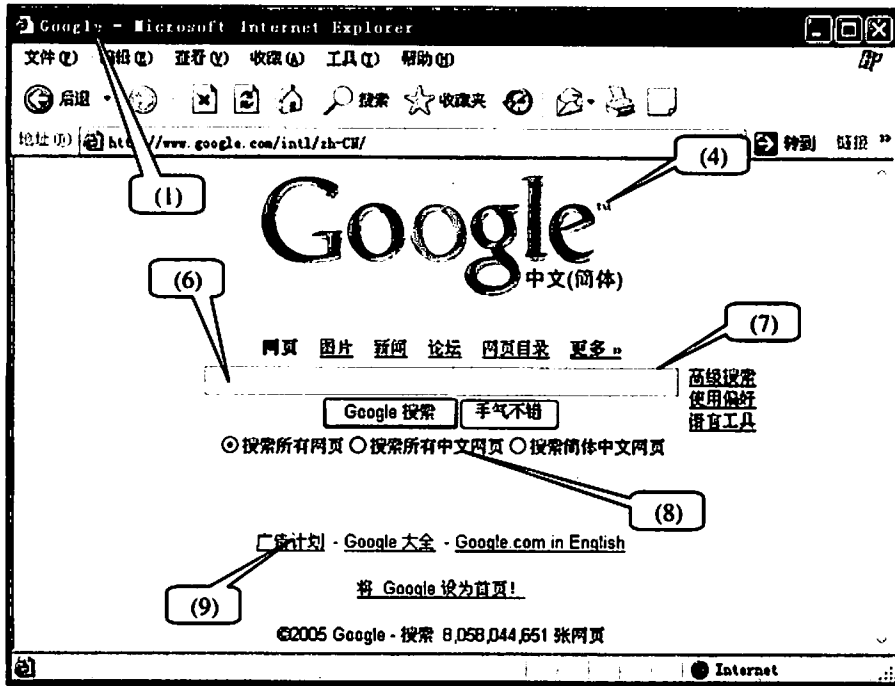 Google - Microsoft Internet Explorer
文件(F) 编辑(E) 查看(V) 收藏(A) 工具(T) 帮助(H)
后退 搜索 收藏夹
地址(D) http://www.google.com/intl/zh-CN/ 转到 链接 »
(1)
(4)
Google™
中文(简体)
(6)
(7)
网页 图片 新闻 论坛 网页目录 更多 »
高级搜索
使用偏好
语言工具
Google 搜索 手气不错
搜索所有网页 搜索所有中文网页 搜索简体中文网页
(8)
广告计划 - Google 大全 - Google.com in English
(9)
将 Google 设为首页!
©2005 Google - 搜索 8,058,044,651 张网页
Internet